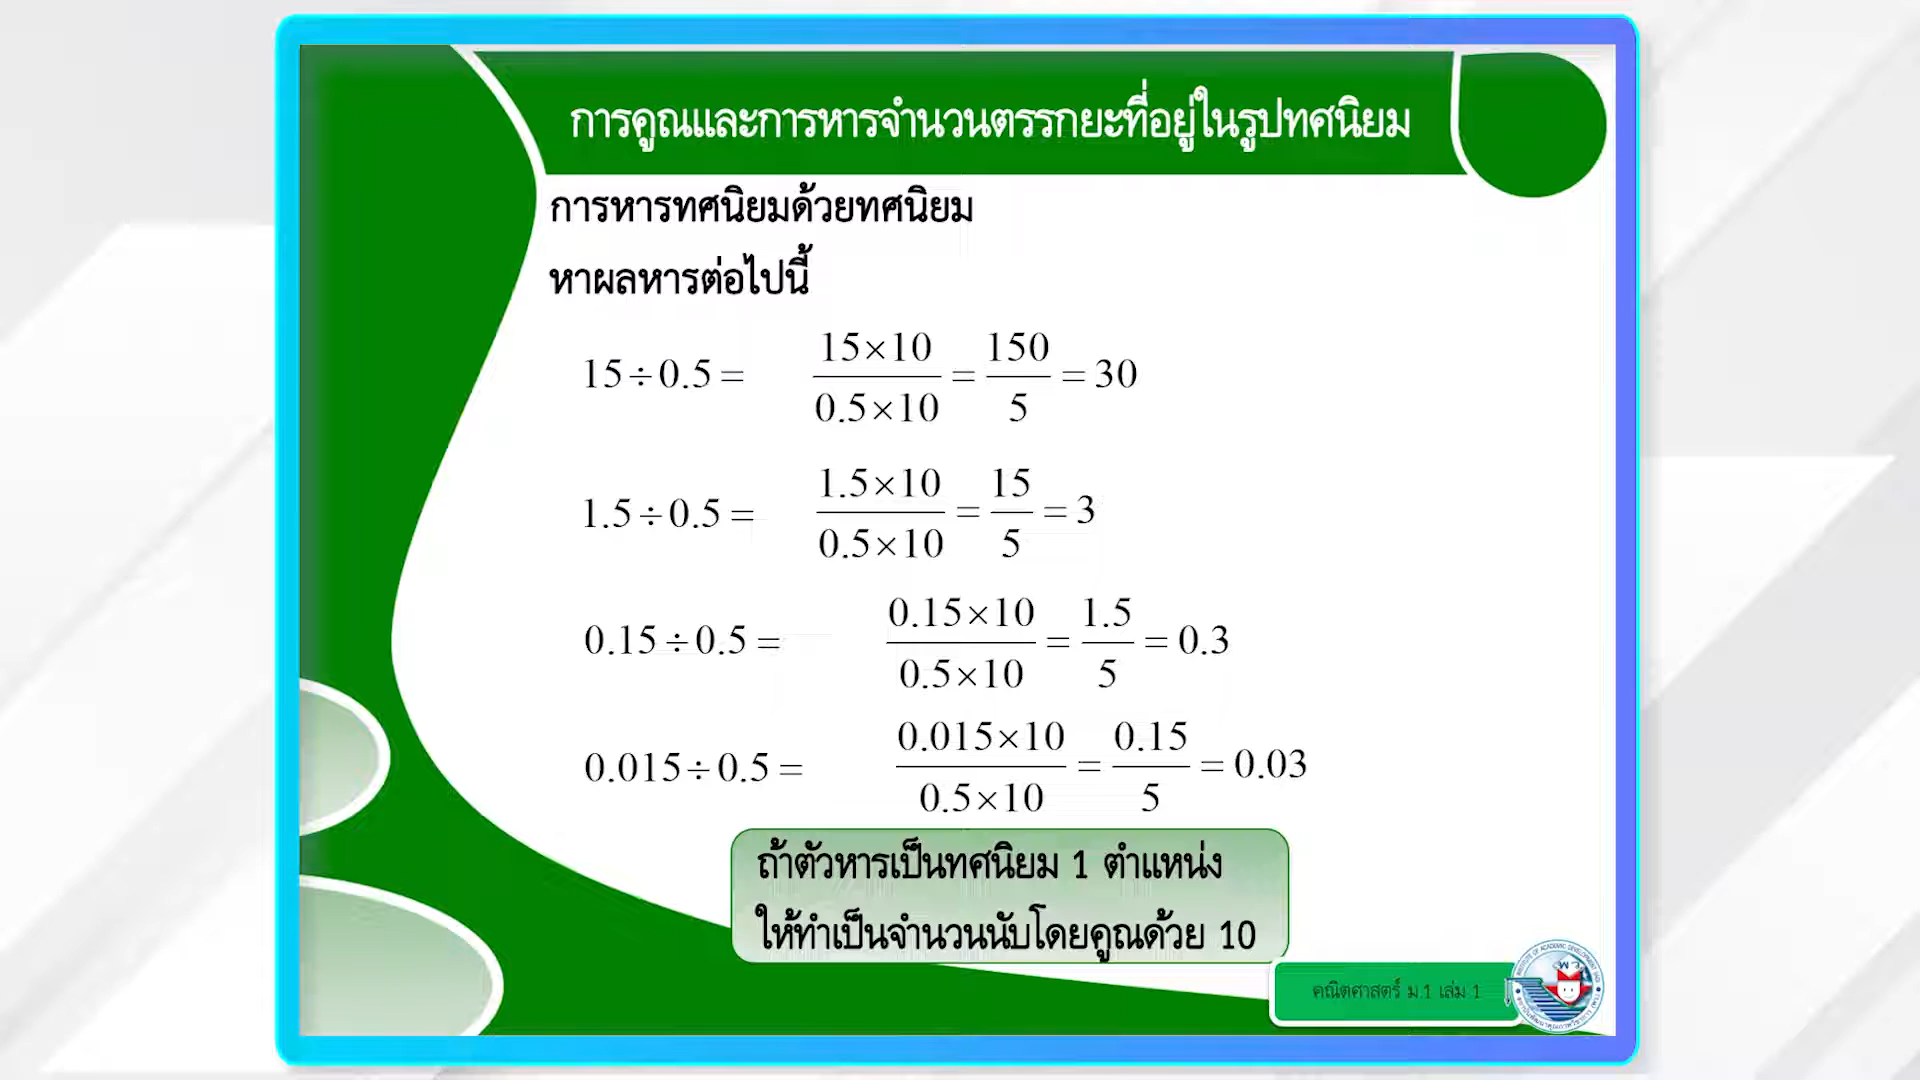 การคูณและการหารจำนวนตรรกยะที่อยู่ในรูปทศนิยม
การหารทศนิยมด้วยทศนิยม
หาผลหารต่อไปนี้
15÷0.5 = (15×10)/(0.5×10) = 150/5 = 30
1.5÷0.5 = (1.5×10)/(0.5×10) = 15/5 = 3
0.15÷0.5 = (0.15×10)/(0.5×10) = 1.5/5 = 0.3
0.015÷0.5 = (0.015×10)/(0.5×10) = 0.15/5 = 0.03
ถ้าตัวหารเป็นทศนิยม 1 ตำแหน่ง
ให้ทำเป็นจำนวนนับโดยคูณด้วย 10
คณิตศาสตร์ ม.1 เล่ม 1